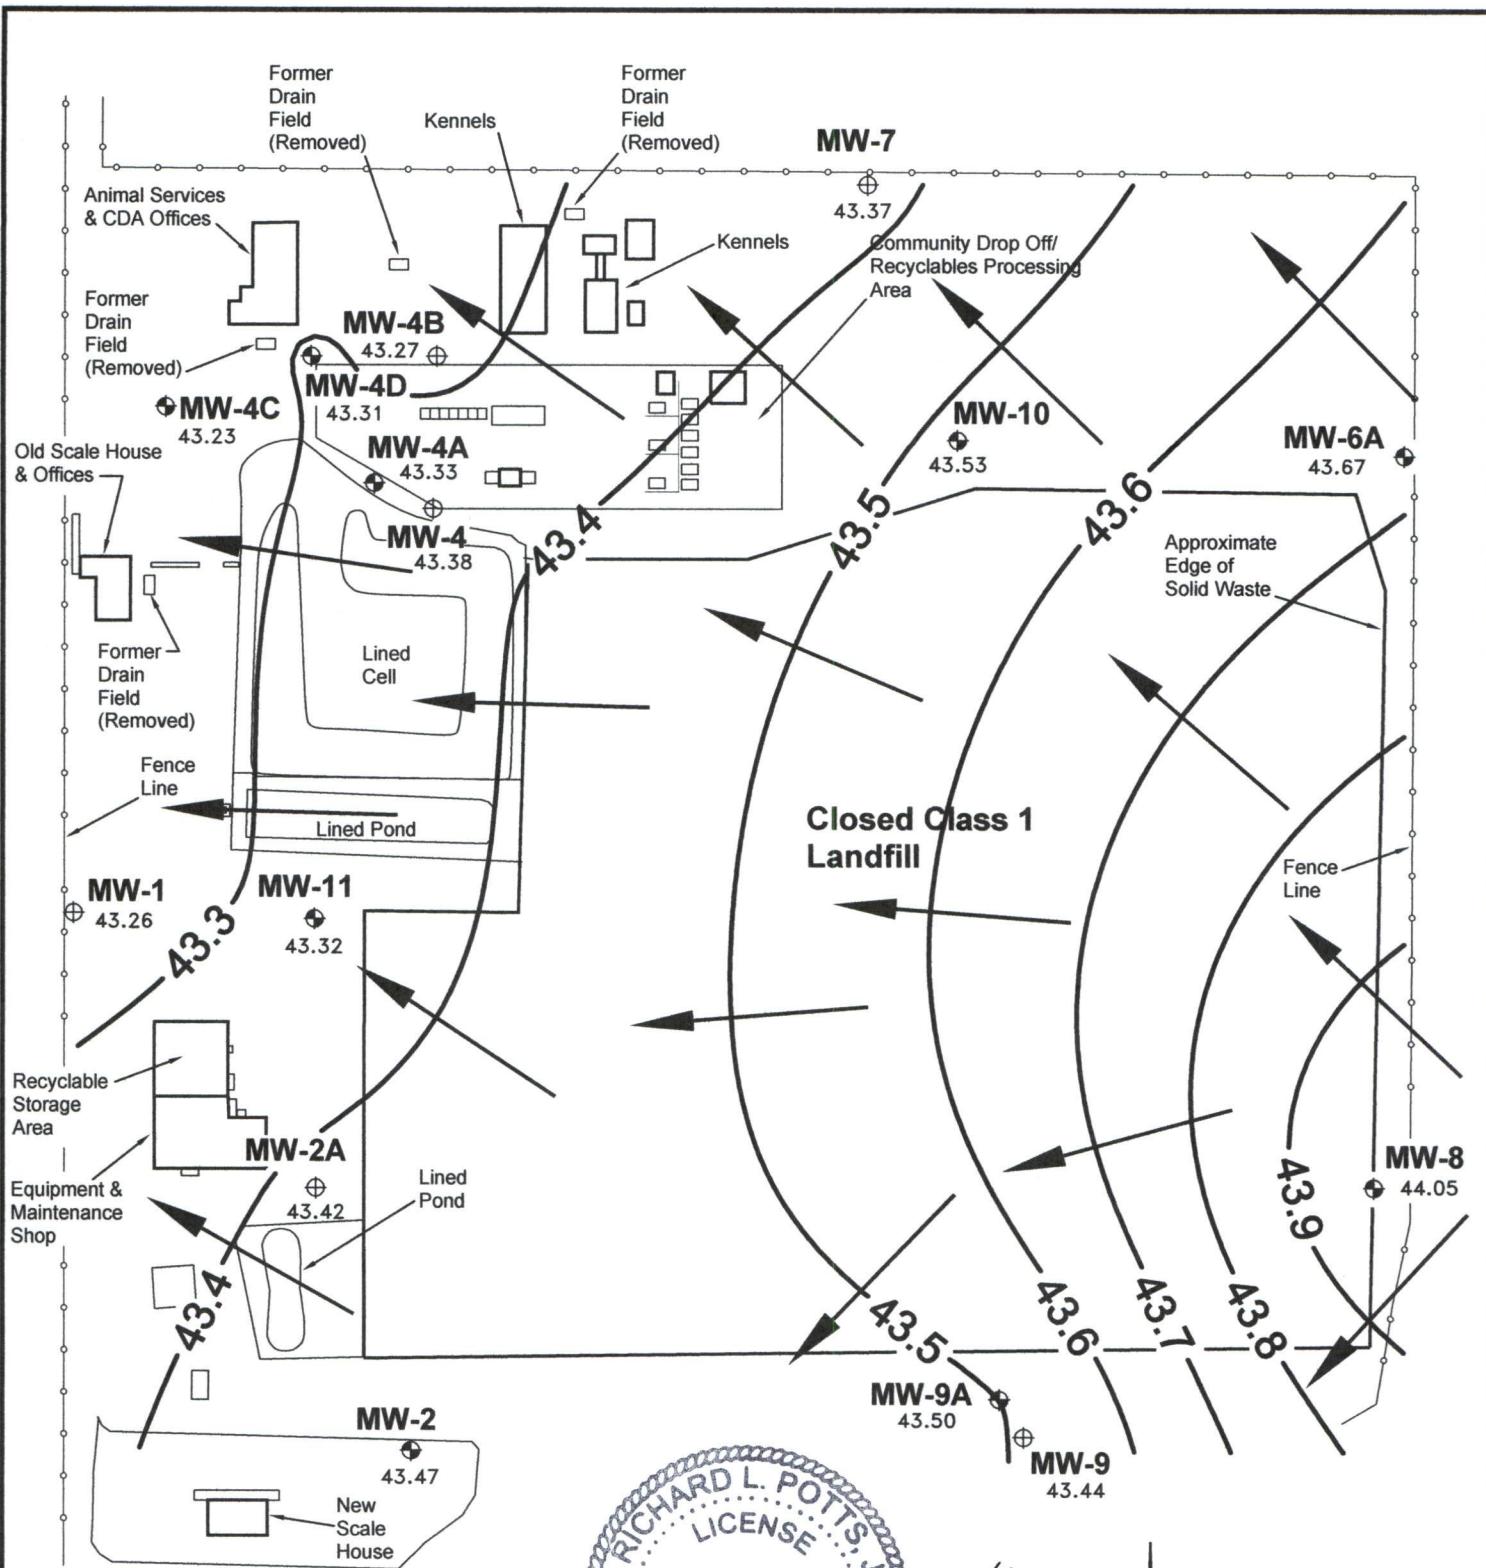 Former
Drain
Field
(Removed)
Kennels
Former
Drain
Field
(Removed)
MW-7
43.37
Animal Services
& CDA Offices
Kennels
Community Drop Off/
Recyclables Processing
Area
Former
Drain
Field
(Removed)
MW-4B
43.27
MW-4D
43.31
MW-4C
43.23
MW-10
43.53
MW-6A
43.67
Old Scale House
& Offices
MW-4A
43.33
MW-4
43.38
43.4
43.5
43.6
Approximate
Edge of
Solid Waste
Former
Drain
Field
(Removed)
Lined
Cell
Fence
Line
Lined Pond
Closed Class 1
Landfill
Fence
Line
MW-1
43.26
MW-11
43.32
43.3
Recyclable
Storage
Area
MW-2A
43.42
Lined
Pond
MW-8
44.05
43.9
Equipment &
Maintenance
Shop
43.4
43.5
43.6
43.7
43.8
MW-9A
43.50
MW-9
43.44
MW-2
43.47
New
Scale
House
RICHARD L. POTTS,
LICENSE